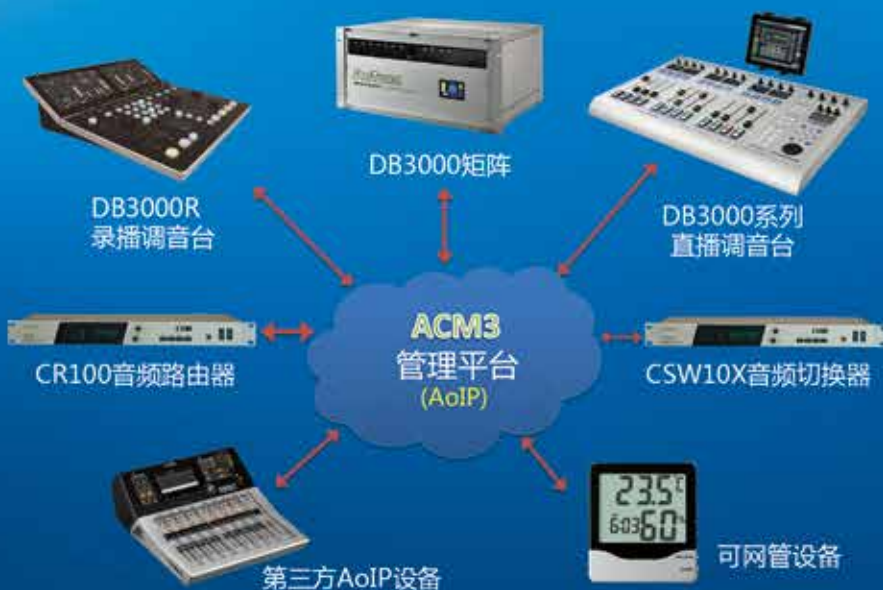 DB3000R
录播调音台
DB3000矩阵
DB3000系列
直播调音台
ACM3
管理平台
(AoIP)
CR100音频路由器
CSW10X音频切换器
第三方AoIP设备
23.5℃
6:03 60%
可网管设备